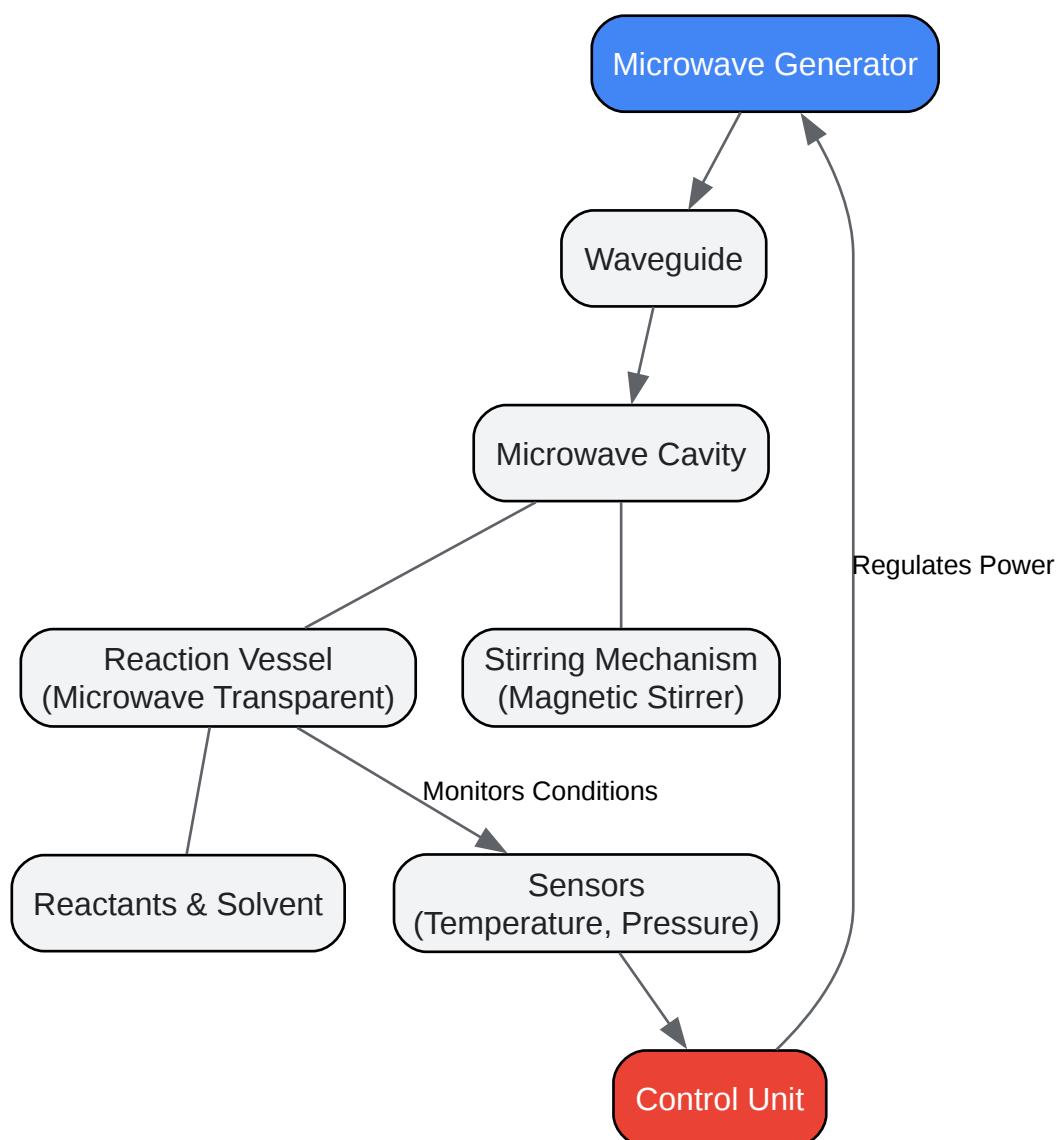 Microwave Generator
Waveguide
Microwave Cavity
Regulates Power
Reaction Vessel
(Microwave Transparent)
Stirring Mechanism
(Magnetic Stirrer)
Monitors Conditions
Reactants & Solvent
Sensors
(Temperature, Pressure)
Control Unit